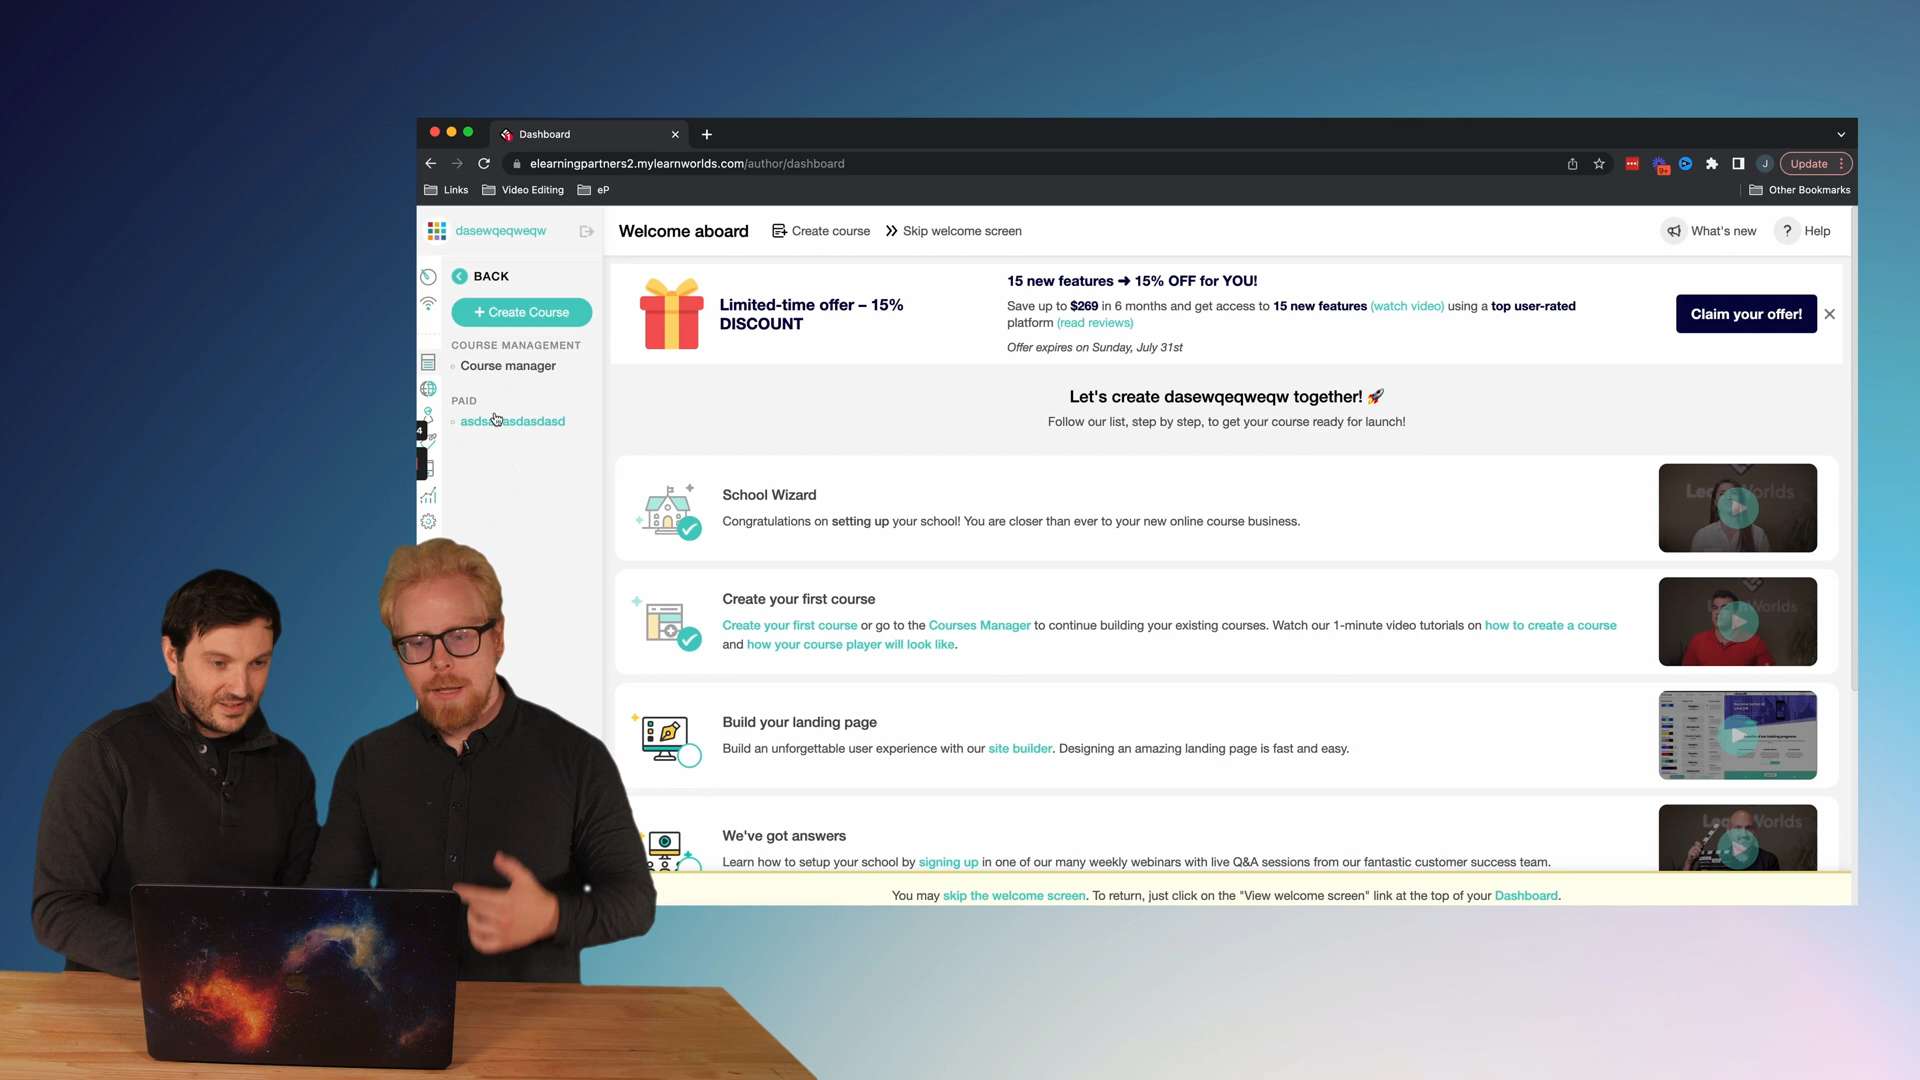 Dashboard
elearningpartners2.mylearnworlds.com/author/dashboard
9+
J
Update
Links
Video Editing
eP
Other Bookmarks
dasewqeqweqw
Welcome aboard
Create course
Skip welcome screen
What's new
? Help
BACK
+ Create Course
COURSE MANAGEMENT
Course manager
PAID
4
Limited-time offer – 15%
DISCOUNT
15 new features ➜ 15% OFF for YOU!
Save up to $269 in 6 months and get access to 15 new features (watch video) using a top user-rated
platform (read reviews)
Offer expires on Sunday, July 31st
Claim your offer!
Let's create dasewqeqweqw together! 🚀
Follow our list, step by step, to get your course ready for launch!
School Wizard
Congratulations on setting up your school! You are closer than ever to your new online course business.
Create your first course
Create your first course or go to the Courses Manager to continue building your existing courses. Watch our 1-minute video tutorials on how to create a course
and how your course player will look like.
Build your landing page
Build an unforgettable user experience with our site builder. Designing an amazing landing page is fast and easy.
We've got answers
Learn how to setup your school by signing up in one of our many weekly webinars with live Q&A sessions from our fantastic customer success team.
You may skip the welcome screen. To return, just click on the "View welcome screen" link at the top of your Dashboard.